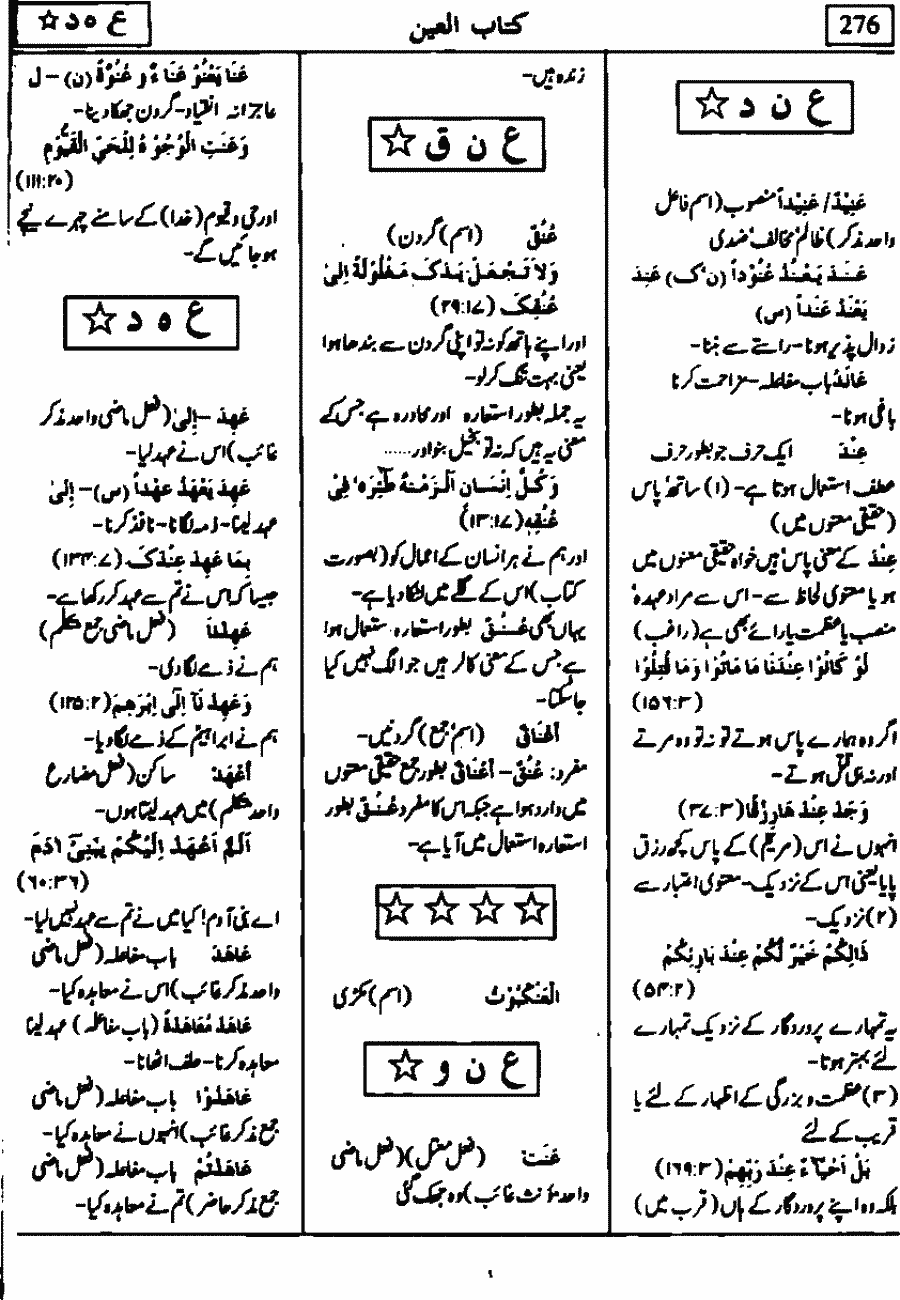 276
کتاب العین
ع ہ د ☆
ع ن د ☆
عَنِیْدٌ/ عَنِیْداً منصوب (اسم فاعل
واحد مذکر) ظالم' مخالف' ضدی
عَنَدَ یَعْنُدُ عُنُوْداً (ن' ک) عَنِدَ
یَعْنَدُ عَنَداً (س)
زوال پذیر ہونا- راستے سے ہٹنا-
عَانَدَ باب مفاعلہ- مزاحمت کرنا
باغی ہونا-
عِنْدَ ایک حرف جو بطور حرف
عطف استعمال ہوتا ہے- (۱) ساتھ' پاس
(حقیقی معنوں میں)
عِنْدَ کے معنی پاس' ہیں خواہ حقیقی معنوں میں
ہو یا معنوی لحاظ سے- اس سے مراد عہدہ'
منصب یا عظمت یا رائے بھی ہے (راغب)
لَوْ کَانُوْا عِنْدَنَا مَا مَاتُوْا وَمَا قُتِلُوْا
(۱۵۶:۳)
اگر وہ ہمارے پاس ہوتے تو نہ تو وہ مرتے
اور نہ ہی قتل ہوتے-
وَجَدَ عِنْدَ هَارِزْقًا (۳۷:۳)
انہوں نے اس (مریم) کے پاس کچھ رزق
پایا یعنی اس کے نزدیک- معنوی اعتبار سے
(۲) نزدیک-
ذَالِکُمْ خَیْرٌ لَّکُمْ عِنْدَ بَارِئِکُمْ
(۵۴:۲)
یہ تمہارے پروردگار کے نزدیک تمہارے
لئے بہتر ہوتا-
(۳) عظمت و بزرگی کے اظہار کے لئے یا
قریب کے لئے
بَلْ اَحْیَآءٌ عِنْدَ رَبِّهِمْ (۱۶۹:۳)
بلکہ وہ اپنے پروردگار کے ہاں (قرب میں)
زندہ ہیں-
ع ن ق ☆
عُنُقٌ (اسم) گردن)
وَلَا تَجْعَلْ یَدَکَ مَغْلُوْلَةً اِلیٰ
عُنُقِکَ (۲۹:۱۷)
اور اپنے ہاتھ کو نہ تو اپنی گردن سے بندھا ہوا
یعنی بہت تنگ کر لو-
یہ جملہ بطور استعارہ اور محاورہ ہے جس کے
معنی یہ ہیں کہ نہ تو بخیل بنو اور......
وَکُلَّ اِنْسَانٍ اَلْزَمْنٰهُ طٰٓئِرَه' فِیْ
عُنُقِهٖ (۱۳:۱۷)
اور ہم نے ہر انسان کے اعمال کو (بصورت
کتاب) اس کے گلے میں لٹکا دیا ہے-
یہاں بھی عُنُقٌ بطور استعارہ ستعمال ہوا
ہے جس کے معنی کالر ہیں جو الگ نہیں کیا
جا سکتا-
اَعْنَاقٌ (اسم' جمع) گردنیں-
مفرد: عُنُقٌ- اَعْنَاقٌ بطور جمع حقیقی معنوں
میں وارد ہوا ہے جبکہ اس کا مفرد عُنُقٌ بطور
استعارہ استعمال میں آیا ہے-
☆ ☆ ☆ ☆
الْعَنْکَبُوْتُ (اسم) مکڑی
ع ن و ☆
عَنَتْ (فعل معتل) (فعل ماضی
واحد مؤنث غائب) وہ جھک گئی
عَنَا یَعْنُوْ عَنَاءً و عُنُوَّةً (ن)- ل
عاجزانہ انقیاد- گردن جھکا دینا-
وَعَنَتِ الْوُجُوْهُ لِلْحَیِّ الْقَیُّوْمِ
(۱۱۱:۲۰)
اور حی و قیوم (خدا) کے سامنے چہرے نیچے
ہو جائیں گے-
ع ہ د ☆
عَهِدَ- اِلیٰ (فعل ماضی واحد مذکر
غائب) اس نے عہد لیا-
عَهِدَ یَعْهَدُ عَهْداً (س)- اِلیٰ
عہد لینا- ذمہ لگانا- نافذ کرنا-
بِمَا عَهِدَ عِنْدَکَ (۱۳۴:۷)
جیسا کہ اس نے تم سے عہد کر رکھا ہے-
عَهِدْنَا (فعل ماضی جمع متکلم)
ہم نے ذمے لگا دی-
وَعَهِدْ نَآ اِلٰٓی اِبْرٰهٖمَ (۱۲۵:۲)
ہم نے ابراہیم کے ذمے لگا دیا-
اَعْهَدْ: ساکن (فعل مضارع
واحد متکلم) میں عہد لیتا ہوں-
اَلَمْ اَعْهَدْ اِلَیْکُمْ یٰبَنِیْٓ اٰدَمَ
(۶۰:۳۶)
اے بنی آدم! کیا میں نے تم سے عہد نہیں لیا-
عَاهَدَ باب مفاعلہ (فعل ماضی
واحد مذکر غائب) اس نے معاہدہ کیا-
عَاهَدَ مُعَاهَدَةً (باب مفاعلہ) عہد لینا
معاہدہ کرنا- حلف اٹھانا-
عَاهَدُوْا باب مفاعلہ (فعل ماضی
جمع مذکر غائب) انہوں نے معاہدہ کیا-
عَاهَدْتُّمْ باب مفاعلہ (فعل ماضی
جمع مذکر حاضر) تم نے معاہدہ کیا-